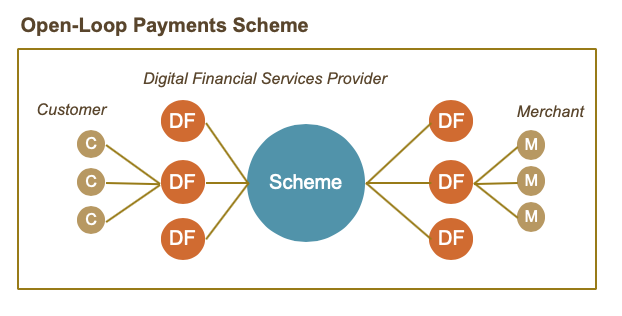 Open-Loop Payments Scheme
Digital Financial Services Provider
Customer
Merchant
DF
DF
C
M
C
DF
Scheme
DF
M
C
M
DF
DF